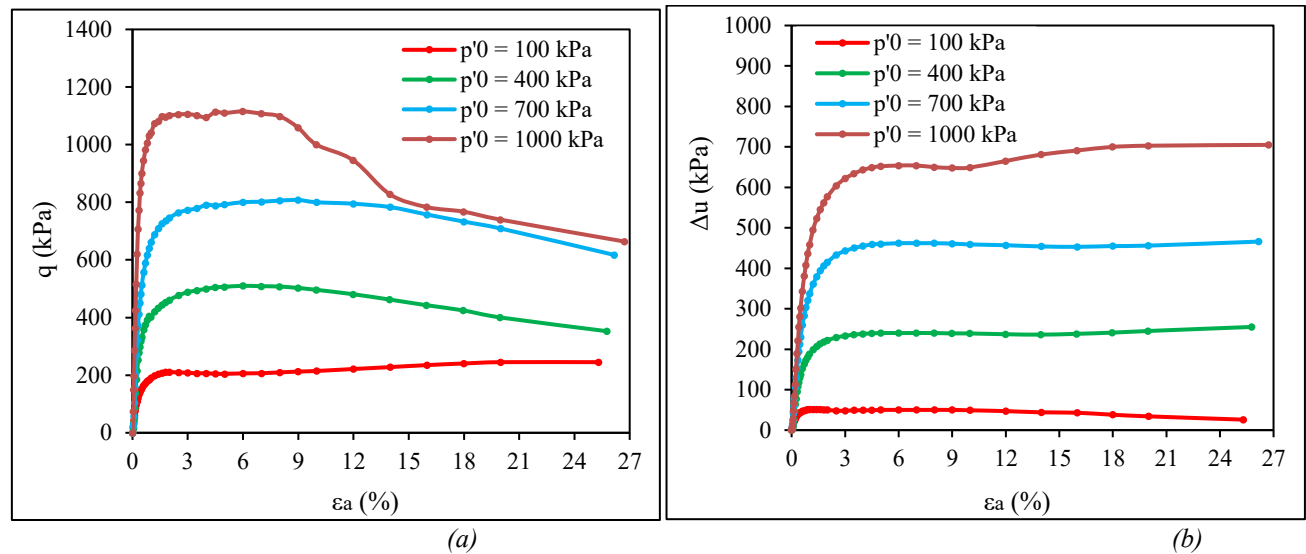 1400
1200
1000
800
600
400
200
0
q (kPa)
p'0 = 100 kPa
p'0 = 400 kPa
p'0 = 700 kPa
p'0 = 1000 kPa
0 3 6 9 12 15 18 21 24 27
εa (%)
(a)
1000
900
800
700
600
500
400
300
200
100
0
Δu (kPa)
p'0 = 100 kPa
p'0 = 400 kPa
p'0 = 700 kPa
p'0 = 1000 kPa
0 3 6 9 12 15 18 21 24 27
εa (%)
(b)